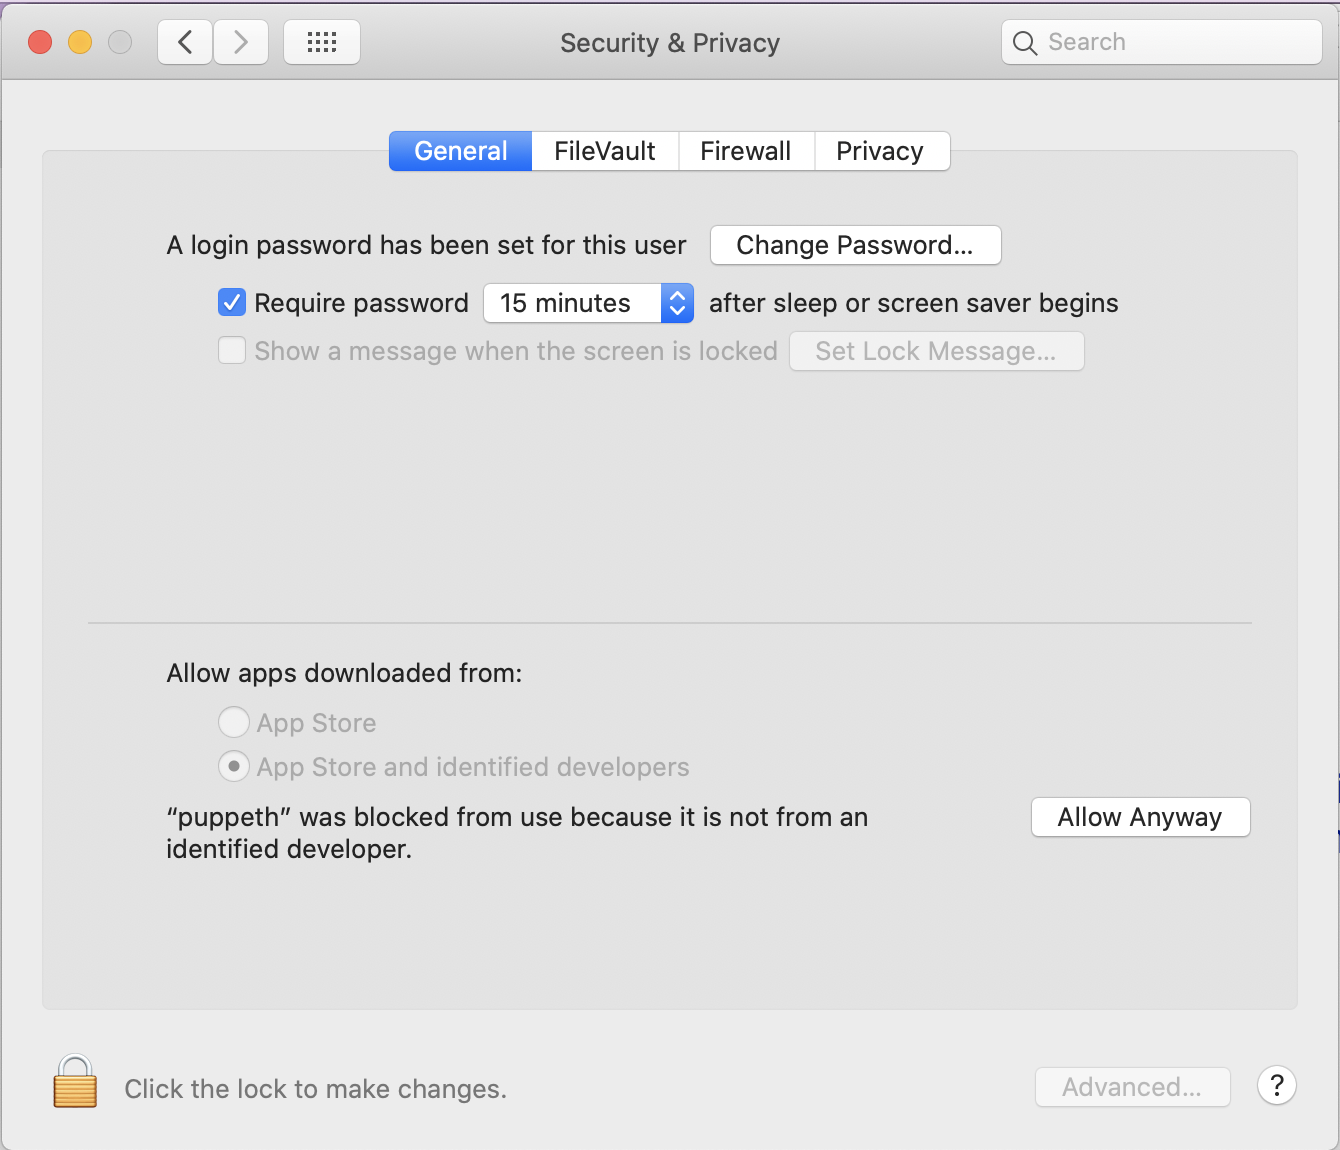 Security & Privacy
Search
General FileVault Firewall Privacy
A login password has been set for this user Change Password...
Require password 15 minutes after sleep or screen saver begins
Show a message when the screen is locked Set Lock Message...
Allow apps downloaded from:
App Store
App Store and identified developers
“puppeth” was blocked from use because it is not from an
identified developer.
Allow Anyway
Click the lock to make changes.
Advanced...
?